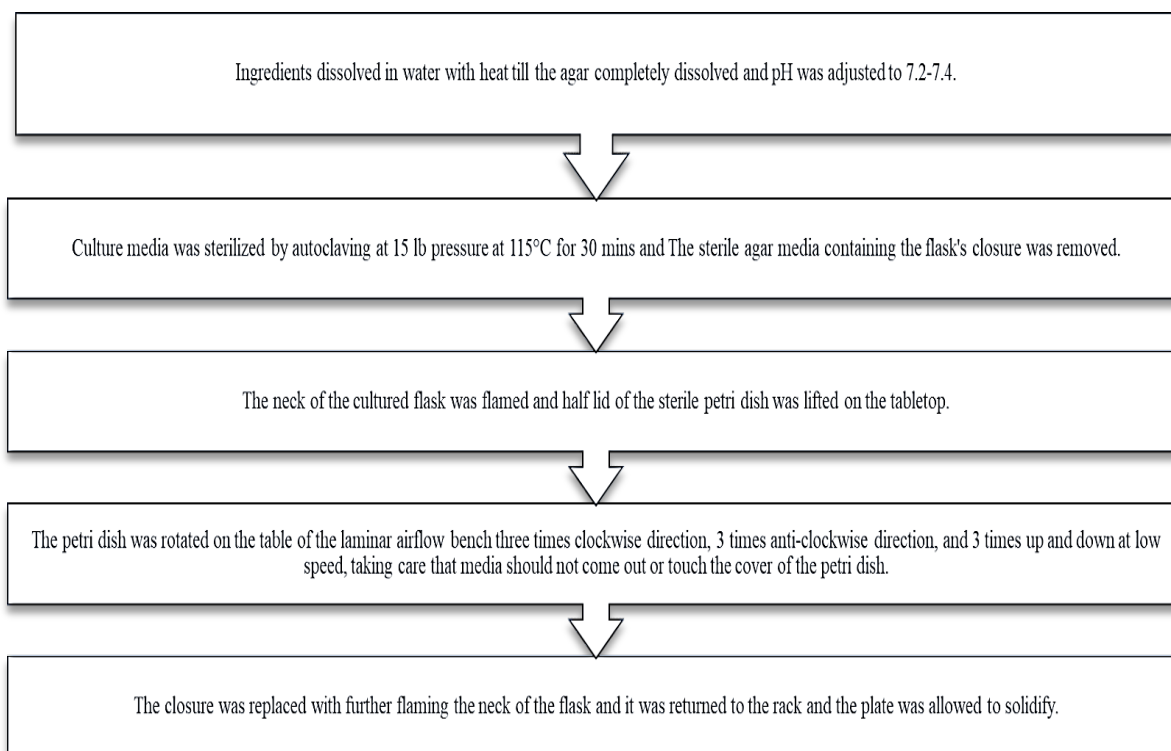 Ingredients dissolved in water with heat till the agar completely dissolved and pH was adjusted to 7.2-7.4.
Culture media was sterilized by autoclaving at 15 lb pressure at 115°C for 30 mins and The sterile agar media containing the flask's closure was removed.
The neck of the cultured flask was flamed and half lid of the sterile petri dish was lifted on the tabletop.
The petri dish was rotated on the table of the laminar airflow bench three times clockwise direction, 3 times anti-clockwise direction, and 3 times up and down at low
speed, taking care that media should not come out or touch the cover of the petri dish.
The closure was replaced with further flaming the neck of the flask and it was returned to the rack and the plate was allowed to solidify.